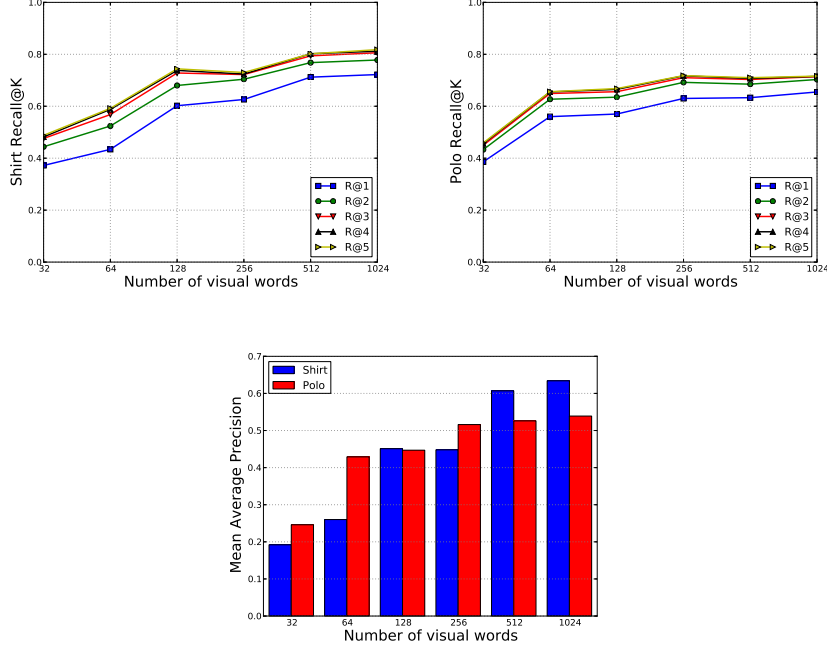 Shirt Recall@K
1.0
0.8
0.6
0.4
0.2
0.0
32 64 128 256 512 1024
Number of visual words
R@1
R@2
R@3
R@4
R@5
Polo Recall@K
1.0
0.8
0.6
0.4
0.2
0.0
32 64 128 256 512 1024
Number of visual words
R@1
R@2
R@3
R@4
R@5
Mean Average Precision
0.7
0.6
0.5
0.4
0.3
0.2
0.1
0.0
Shirt
Polo
32 64 128 256 512 1024
Number of visual words